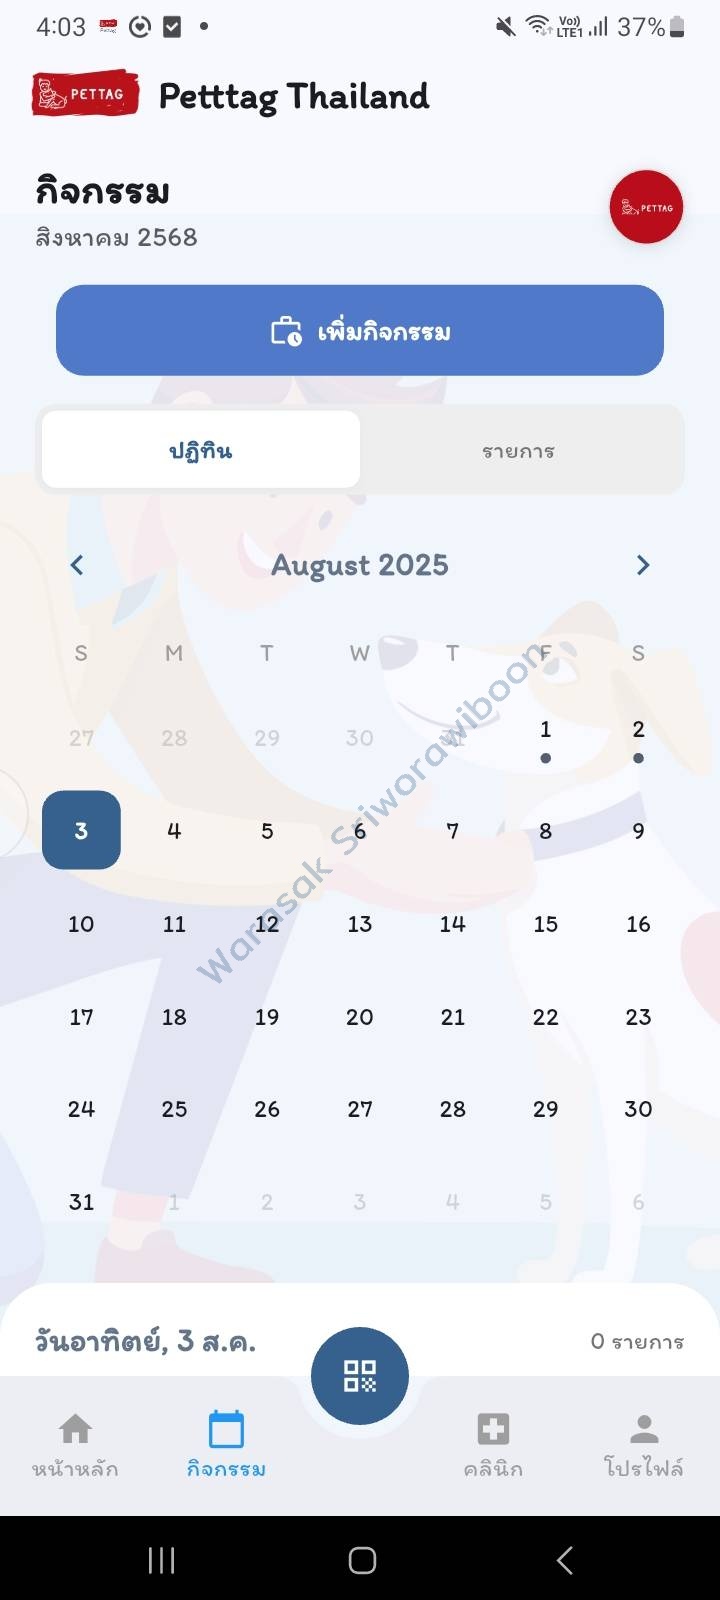 4:03 Vo)) LTE1 37%
PETTAG Petttag Thailand
กิจกรรม
สิงหาคม 2568
PETTAG
เพิ่มกิจกรรม
ปฏิทิน รายการ
August 2025
S M T W T F S
27 28 29 30 31 1 2
3 4 5 6 7 8 9
10 11 12 13 14 15 16
17 18 19 20 21 22 23
24 25 26 27 28 29 30
31 1 2 3 4 5 6
Warasak Sriworawiboon
วันอาทิตย์, 3 ส.ค. 0 รายการ
หน้าหลัก กิจกรรม คลินิก โปรไฟล์